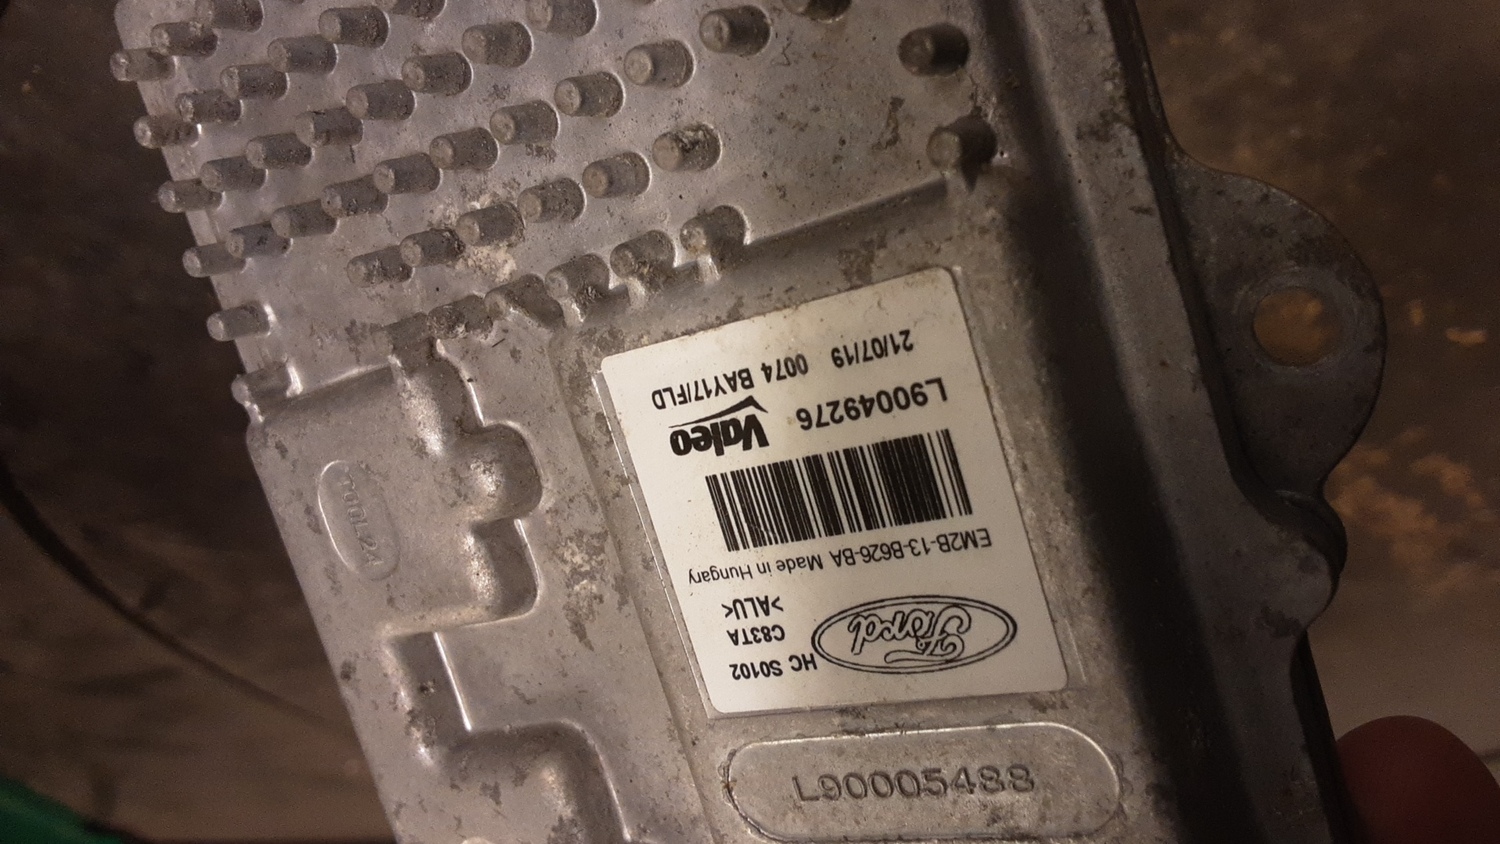 Ford
HC S0102
C83TA
>ALU<
EM2B-13-B626-BA Made in Hungary
L90049276 Valeo
21/07/19 0074 BAY17/FLD
L90005488
TOOL24